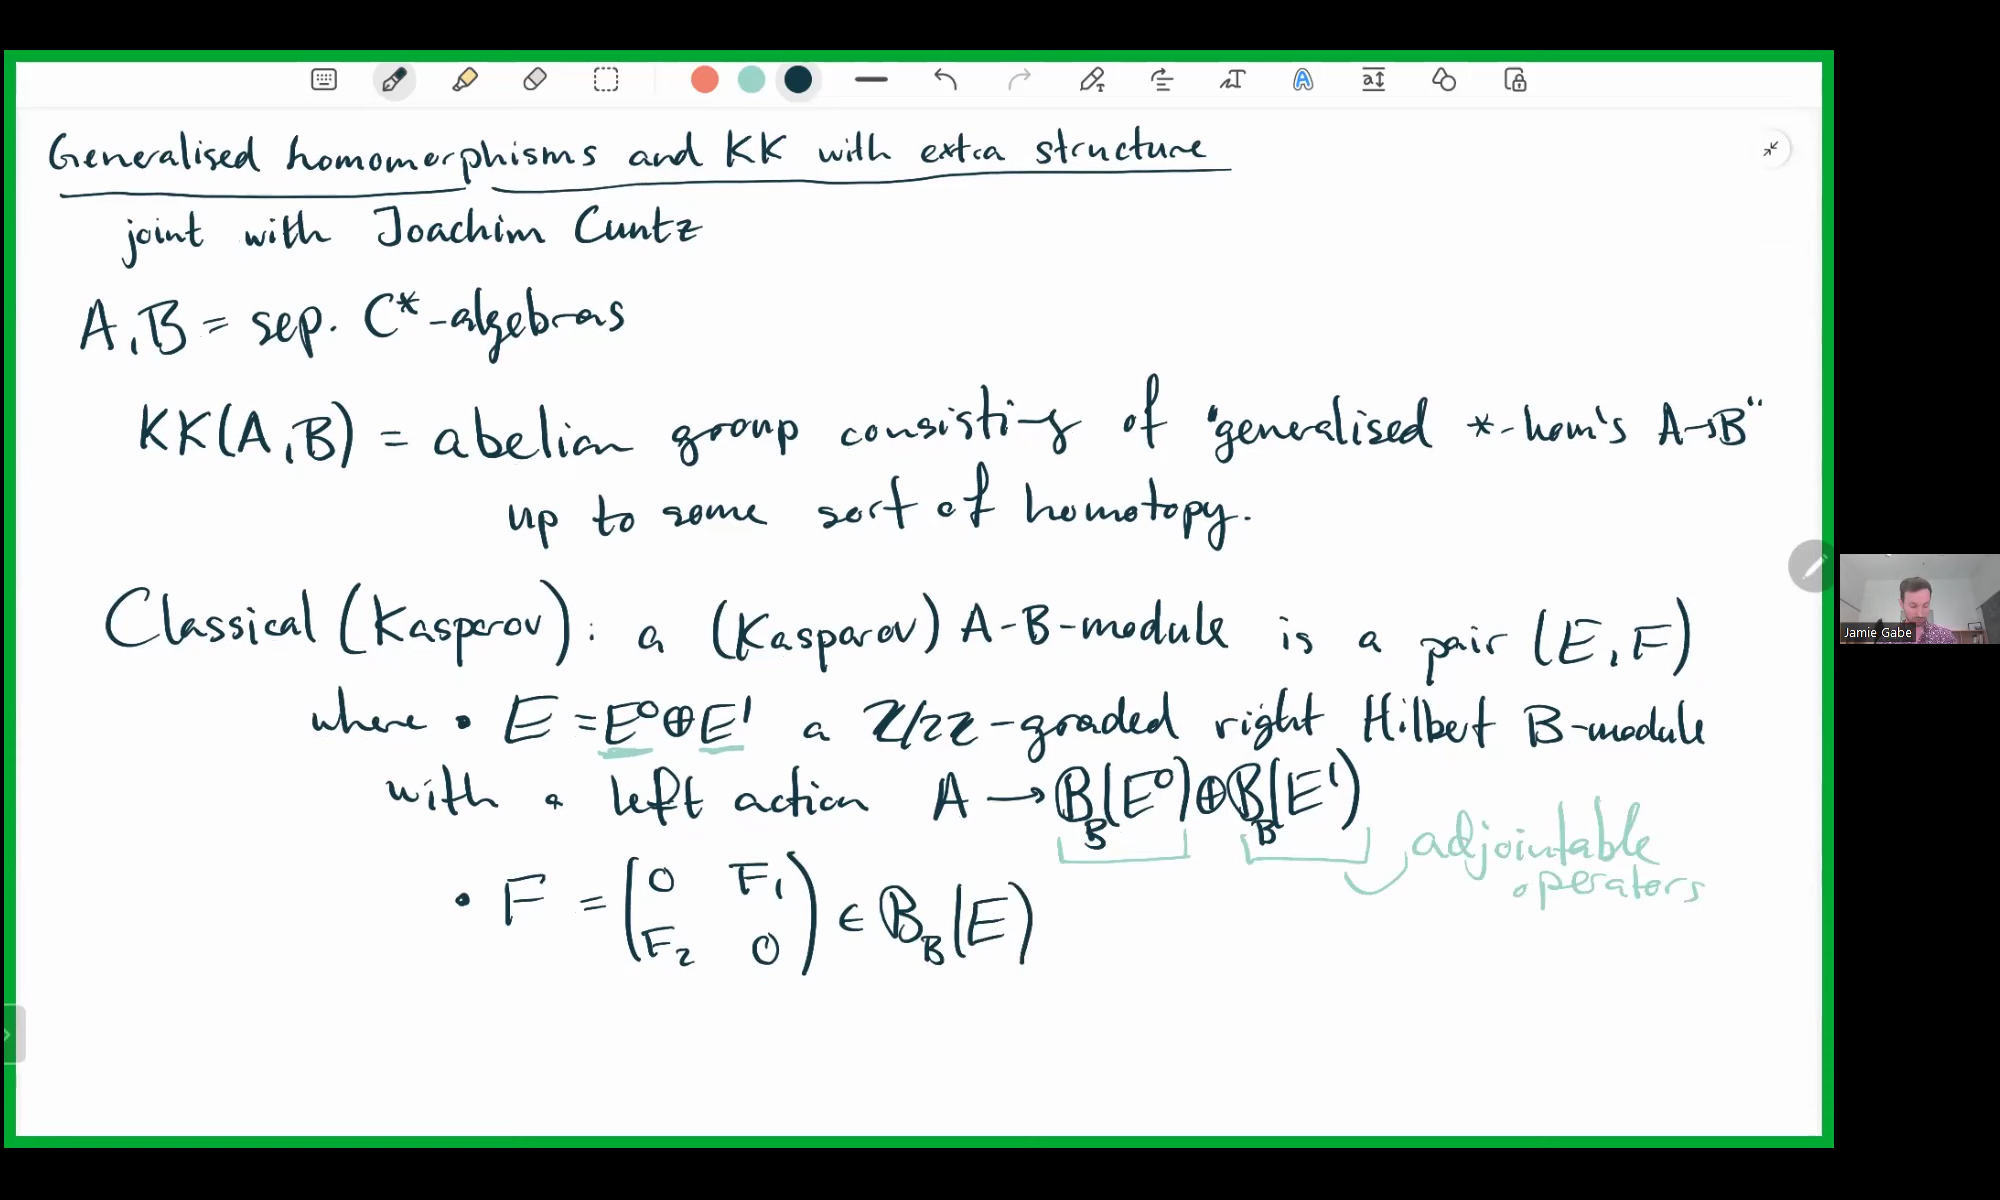 Generalised homomorphisms and KK with extra structure
joint with Joachim Cuntz
A, B = sep. C*-algebras
KK(A,B) = abelian group consisting of "generalised *-hom's A→B"
up to some sort of homotopy.
Classical (Kasparov): a (Kasparov) A-B-module is a pair (E, F)
where • E = E⁰⊕E¹ a ℤ/2ℤ-graded right Hilbert B-module
with a left action A → 𝔹_B(E⁰)⊕𝔹_B(E¹)
adjointable
operators
• F = (0 F₁
F₂ 0) ∈ 𝔹_B(E)
Jamie Gabe